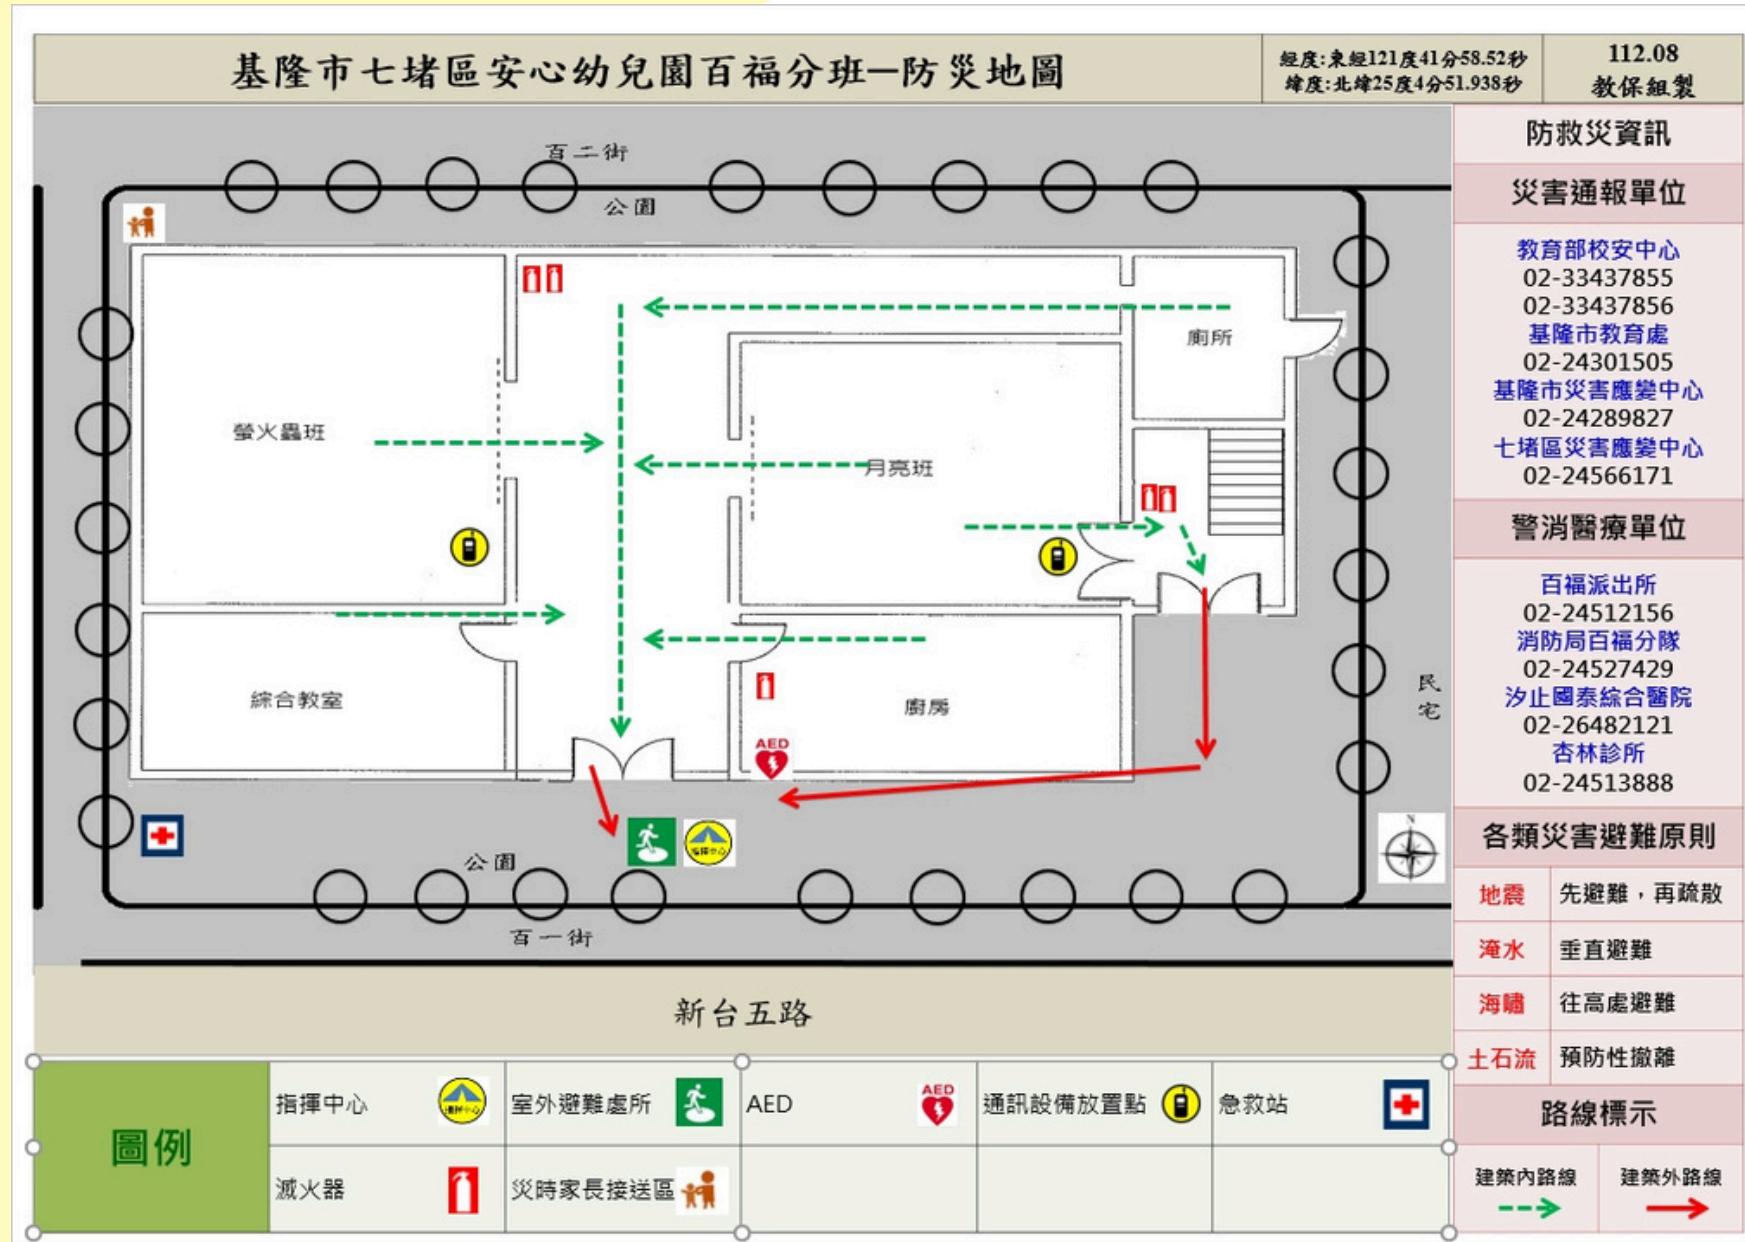 基隆市七堵區安心幼兒園百福分班－防災地圖
經度:東經121度41分58.52秒
緯度:北緯25度4分51.938秒
112.08
教保組製
百二街
公園
螢火蟲班
月亮班
廁所
綜合教室
廚房
AED
指揮中心
民宅
N
公園
百一街
新台五路
防救災資訊
災害通報單位
教育部校安中心
02-33437855
02-33437856
基隆市教育處
02-24301505
基隆市災害應變中心
02-24289827
七堵區災害應變中心
02-24566171
警消醫療單位
百福派出所
02-24512156
消防局百福分隊
02-24527429
汐止國泰綜合醫院
02-26482121
杏林診所
02-24513888
各類災害避難原則
地震 先避難，再疏散
淹水 垂直避難
海嘯 往高處避難
土石流 預防性撤離
路線標示
建築內路線 建築外路線
圖例
指揮中心 指揮中心 室外避難處所 AED AED 通訊設備放置點 急救站
滅火器 災時家長接送區